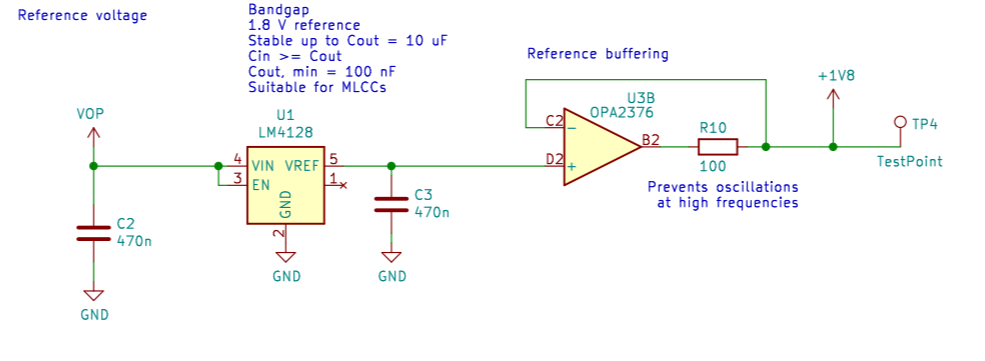 Reference voltage
Bandgap
1.8 V reference
Stable up to Cout = 10 uF
Cin >= Cout
Cout, min = 100 nF
Suitable for MLCCs
Reference buffering
VOP
U1
LM4128
4
VIN
VREF
5
3
EN
1
GND
2
GND
C2
470n
GND
C3
470n
GND
U3B
OPA2376
C2
−
D2
+
B2
R10
100
Prevents oscillations
at high frequencies
+1V8
TP4
TestPoint